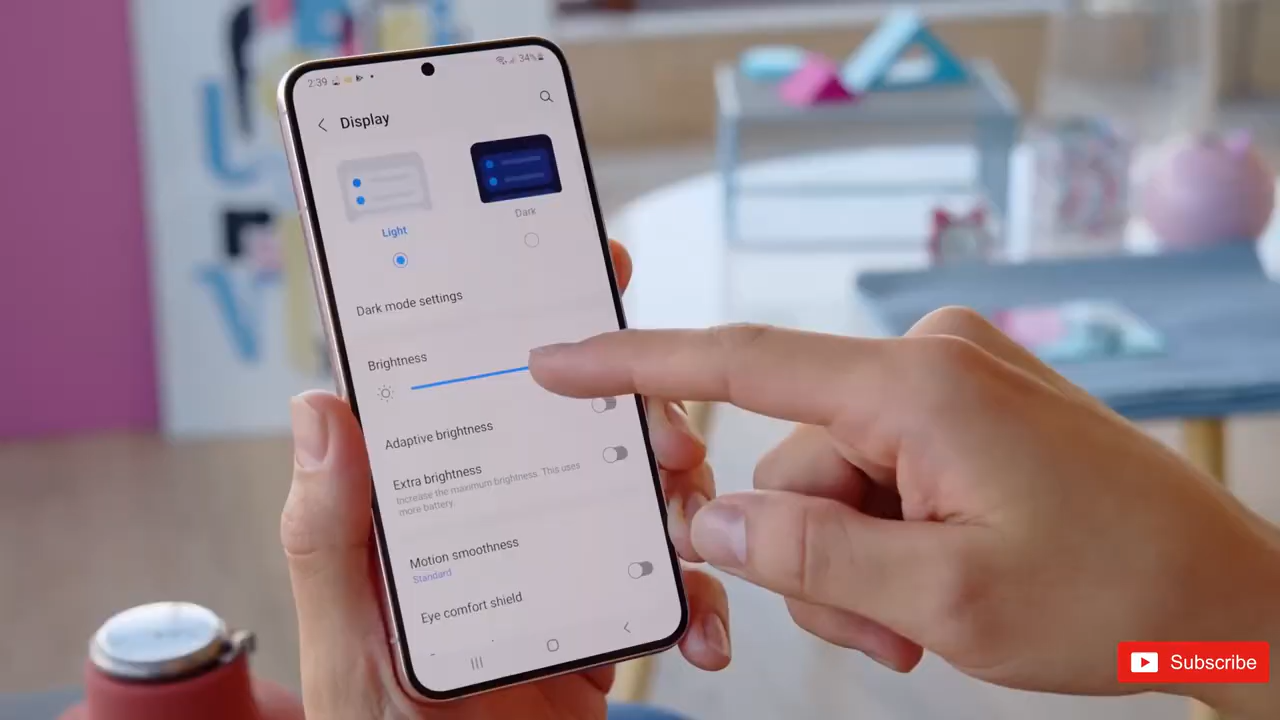 2:39
34%
Display
Light
Dark
Dark mode settings
Brightness
Adaptive brightness
Extra brightness
Increase the maximum brightness. This uses
more battery.
Motion smoothness
Standard
Eye comfort shield
Subscribe